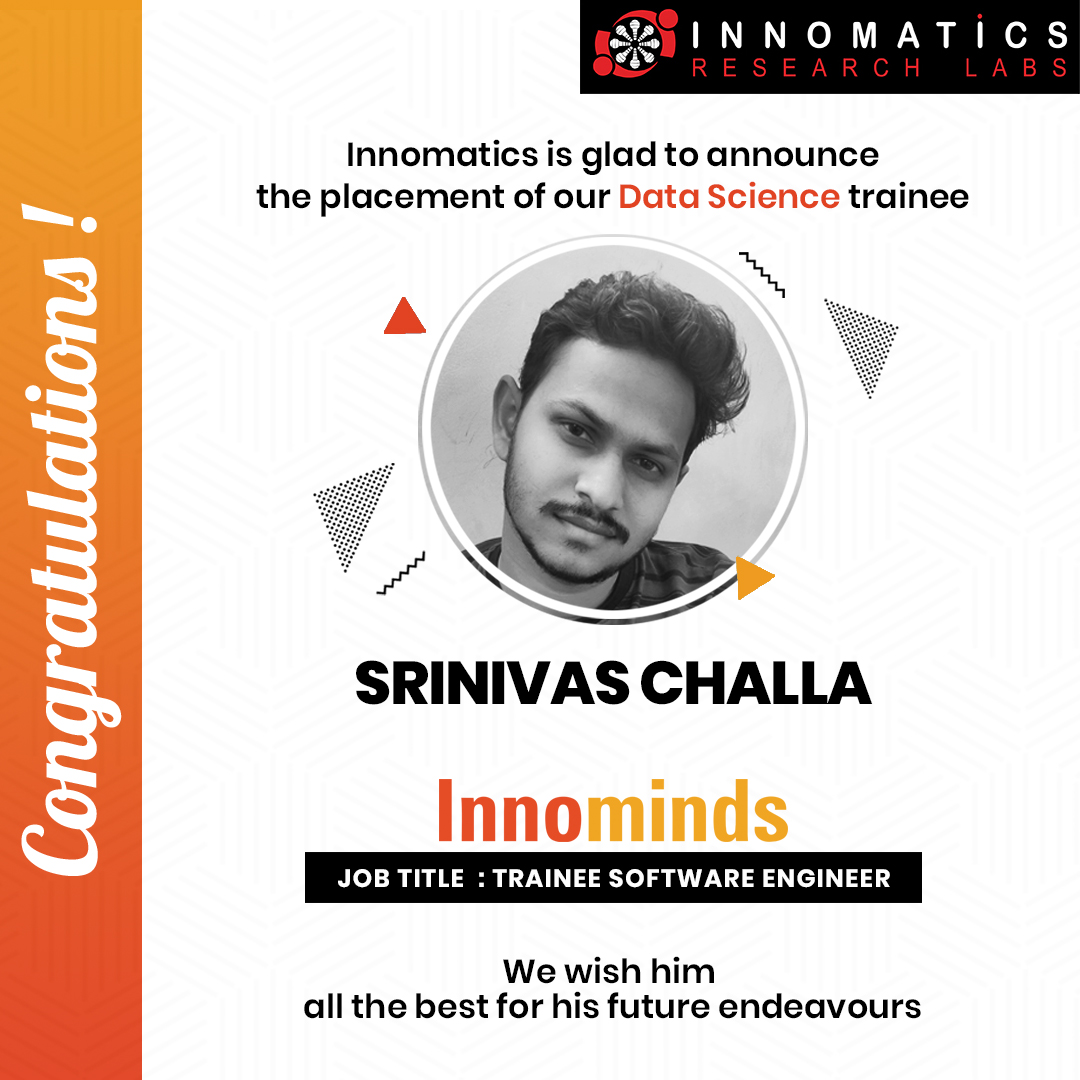 INNOMATICS
RESEARCH LABS
Innomatics is glad to announce
the placement of our Data Science trainee
Congratulations !
SRINIVAS CHALLA
Innominds
JOB TITLE : TRAINEE SOFTWARE ENGINEER
We wish him
all the best for his future endeavours